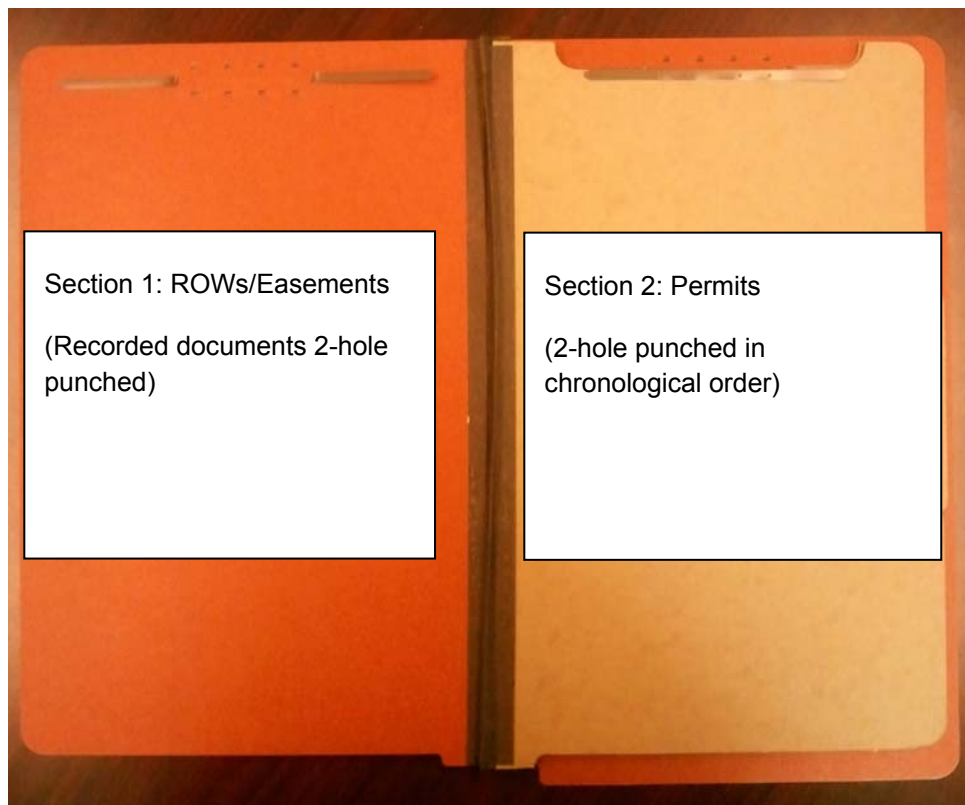 Section 1: ROWs/Easements
(Recorded documents 2-hole
punched)
Section 2: Permits
(2-hole punched in
chronological order)